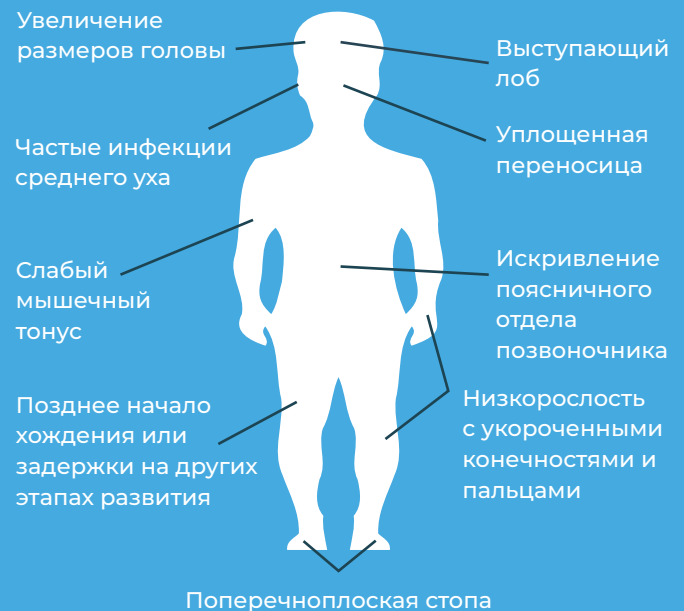 Увеличение
размеров головы
Выступающий
лоб
Частые инфекции
среднего уха
Уплощенная
переносица
Слабый
мышечный
тонус
Искривление
поясничного
отдела
позвоночника
Позднее начало
хождения или
задержки на других
этапах развития
Низкорослость
с укороченными
конечностями и
пальцами
Поперечноплоская стопа